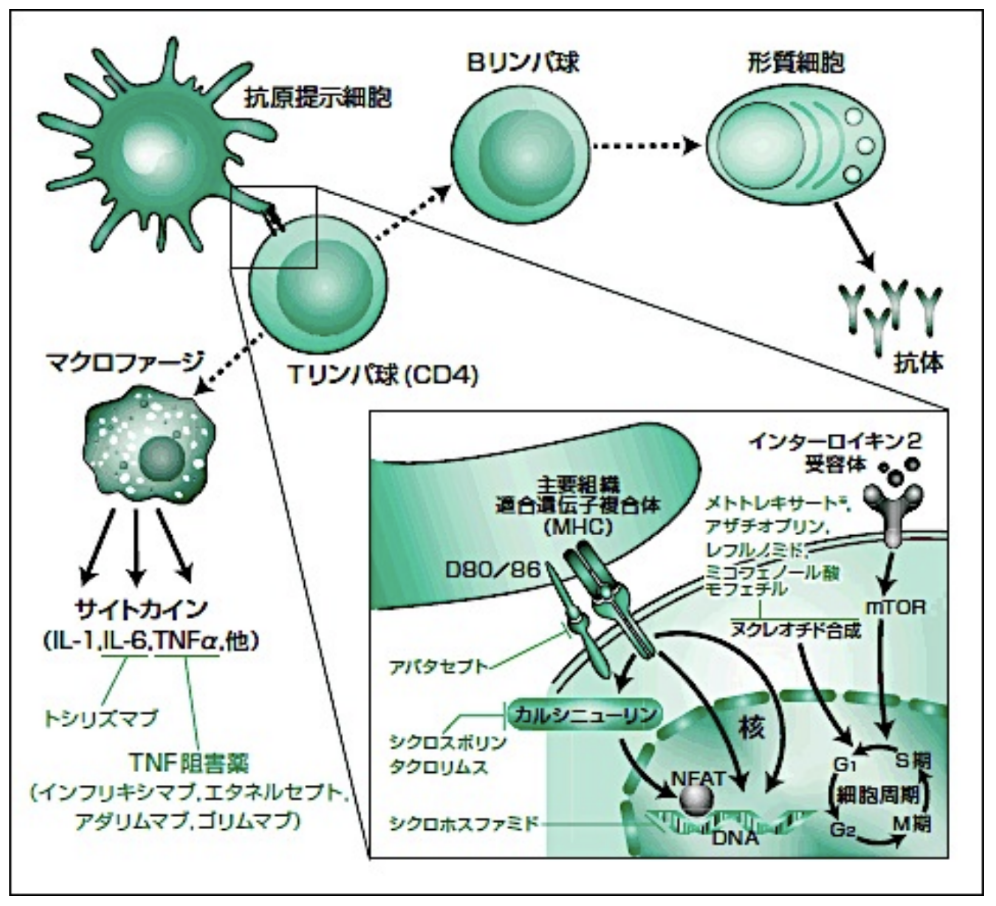 抗原提示細胞
Bリンパ球
形質細胞
抗体
Tリンパ球(CD4)
マクロファージ
サイトカイン
(IL-1,IL-6,TNFα,他)
トシリズマブ
TNF阻害薬
(インフリキシマブ,エタネルセプト,
アダリムマブ,ゴリムマブ)
主要組織
適合遺伝子複合体
(MHC)
D80/86
アバタセプト
カルシニューリン
シクロスポリン
タクロリムス
シクロホスファミド
インターロイキン2
受容体
メトトレキサート※,
アザチオプリン,
レフルノミド,
ミコフェノール酸
モフェチル
ヌクレオチド合成
mTOR
核
NFAT
DNA
G1
S期
細胞周期
G2
M期